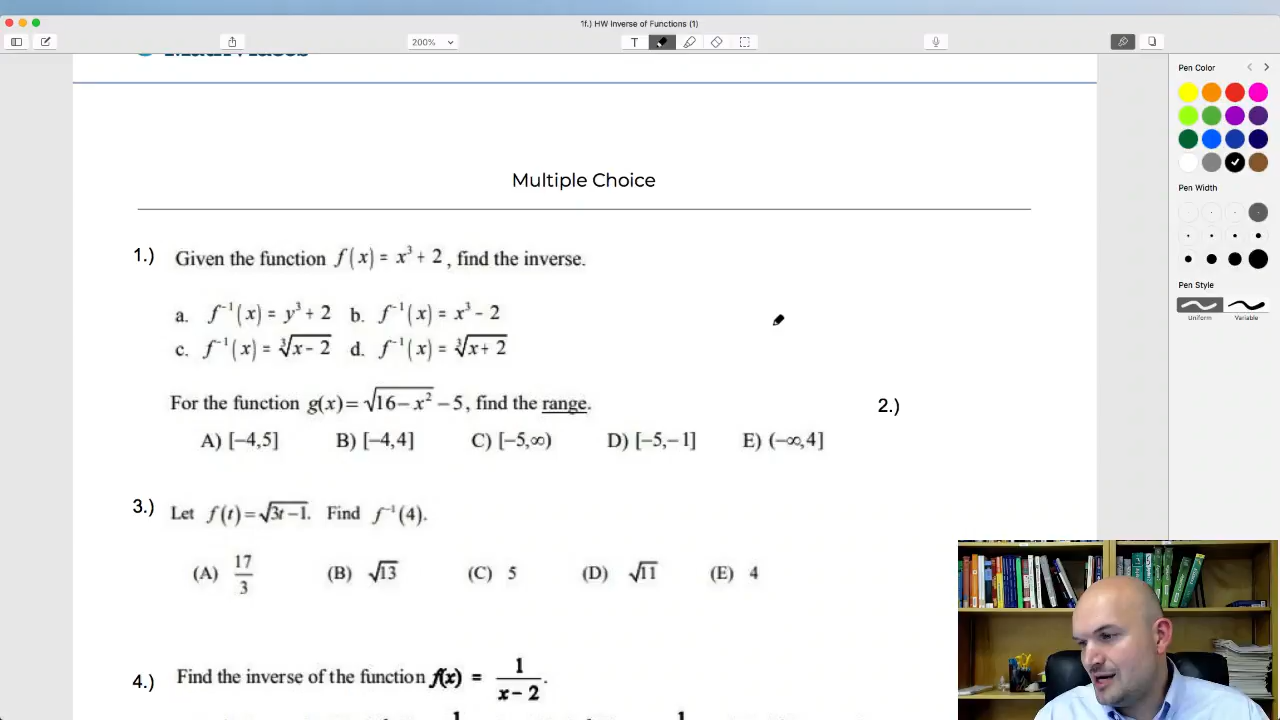 1f.) HW Inverse of Functions (1)
200%
T
Pen Color
Pen Width
Pen Style
Uniform
Variable
Multiple Choice
1.) Given the function f(x) = x³ + 2, find the inverse.
a. f⁻¹(x) = y³ + 2 b. f⁻¹(x) = x³ − 2
c. f⁻¹(x) = ∛(x − 2) d. f⁻¹(x) = ∛(x + 2)
For the function g(x) = √(16 − x²) − 5, find the range.
2.)
A) [−4,5] B) [−4,4] C) [−5,∞) D) [−5,−1] E) (−∞,4]
3.) Let f(t) = √(3t − 1). Find f⁻¹(4).
(A) 17/3 (B) √13 (C) 5 (D) √11 (E) 4
4.) Find the inverse of the function f(x) = 1/(x − 2).